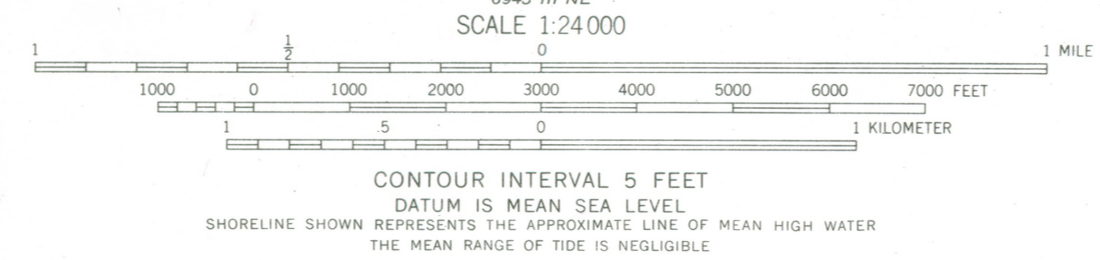 SCALE 1:24 000
1 ½ 0 1 MILE
1000 0 1000 2000 3000 4000 5000 6000 7000 FEET
1 .5 0 1 KILOMETER
CONTOUR INTERVAL 5 FEET
DATUM IS MEAN SEA LEVEL
SHORELINE SHOWN REPRESENTS THE APPROXIMATE LINE OF MEAN HIGH WATER
THE MEAN RANGE OF TIDE IS NEGLIGIBLE